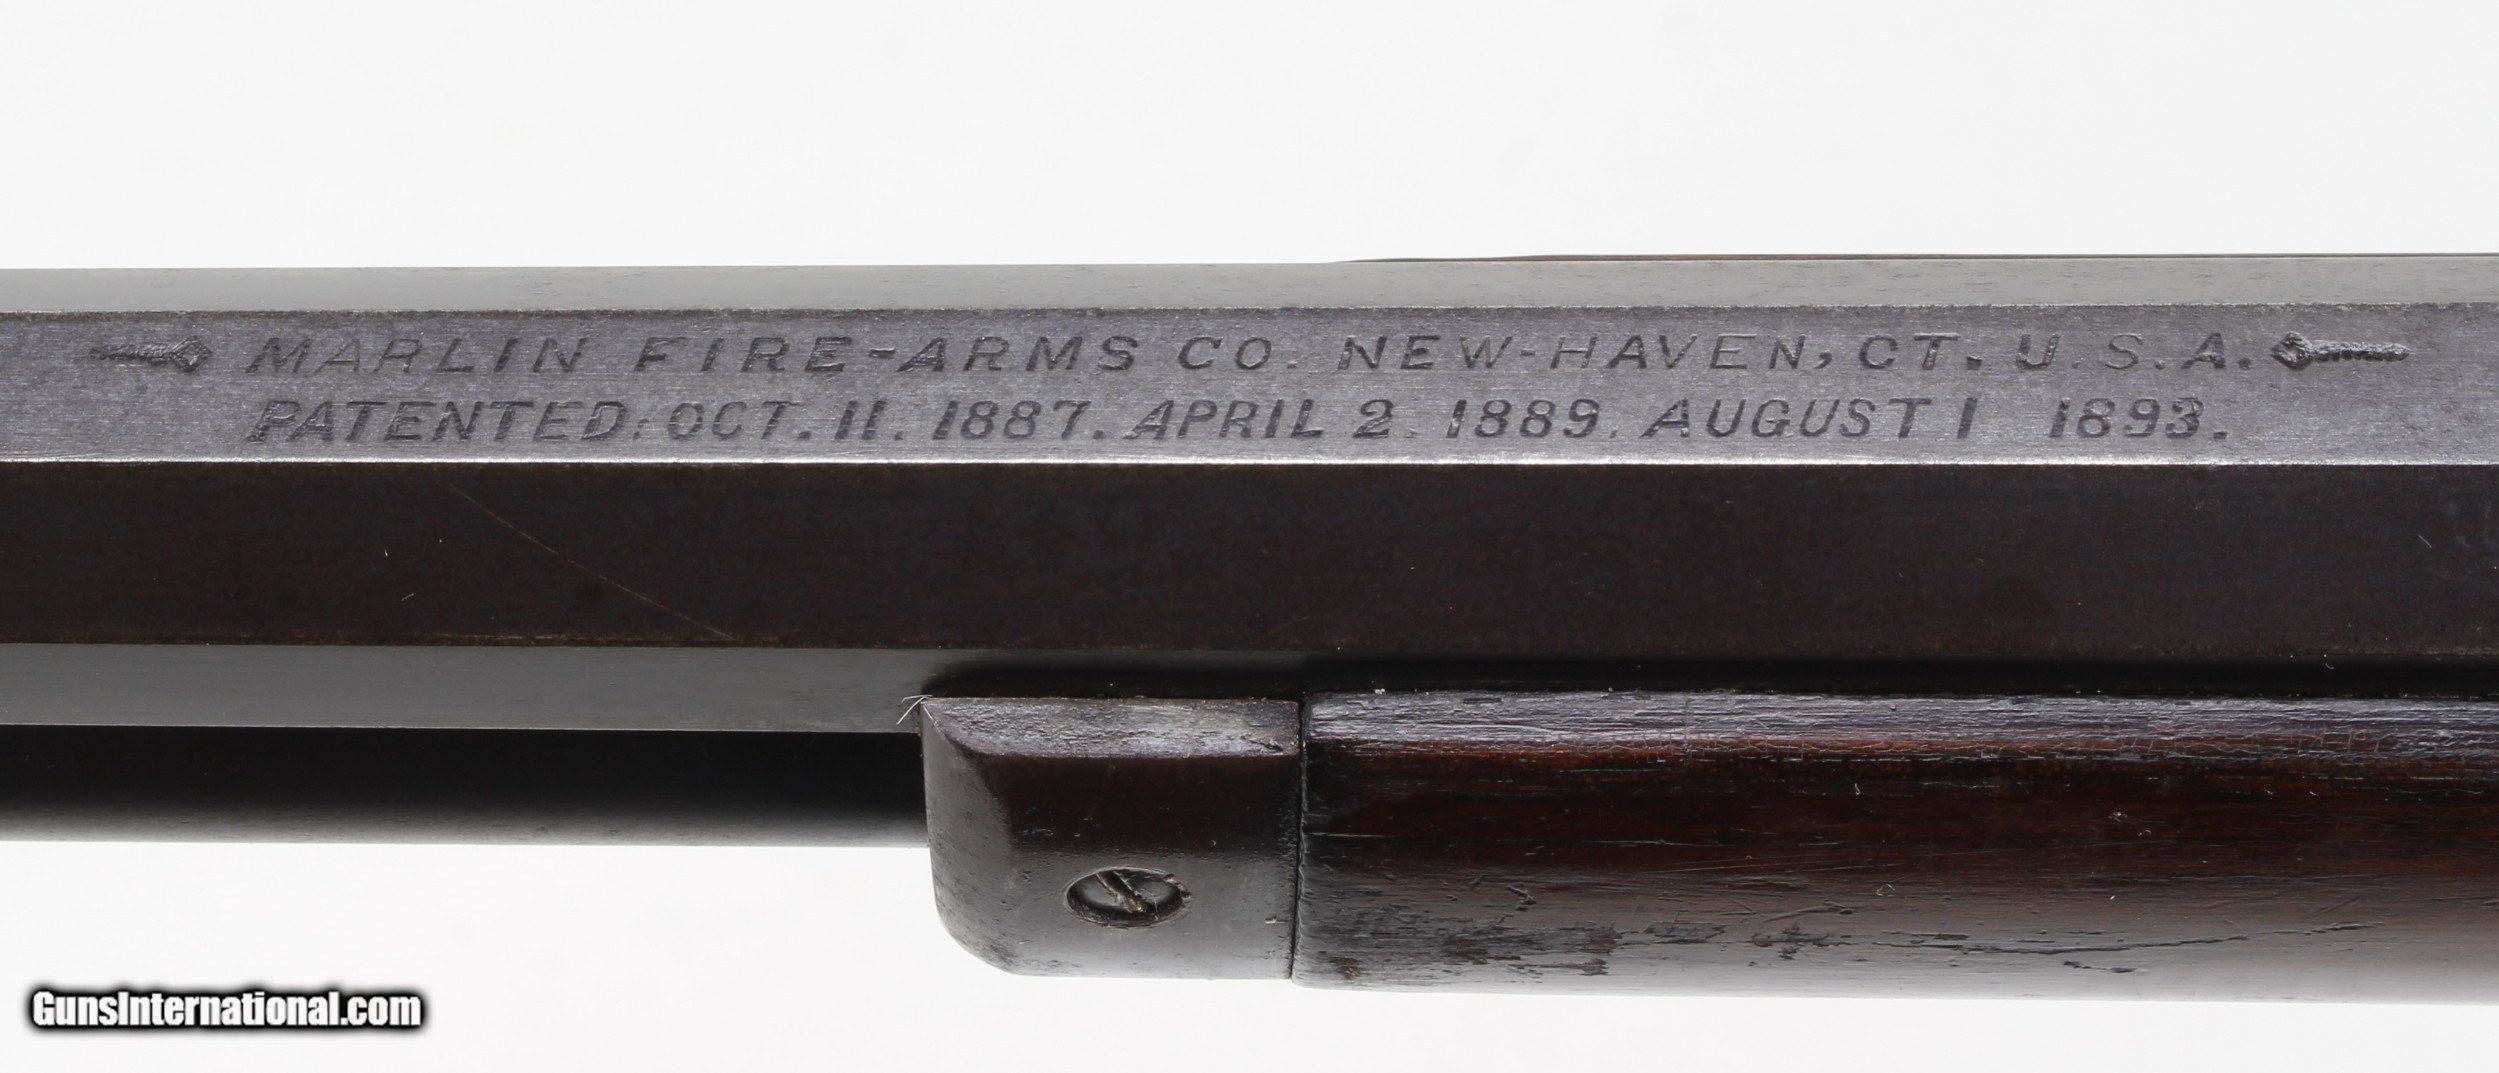 MARLIN FIRE-ARMS CO. NEW-HAVEN, CT. U.S.A.
PATENTED. OCT. 11. 1887. APRIL 2. 1889. AUGUST 1 1893.
GunsInternational.com